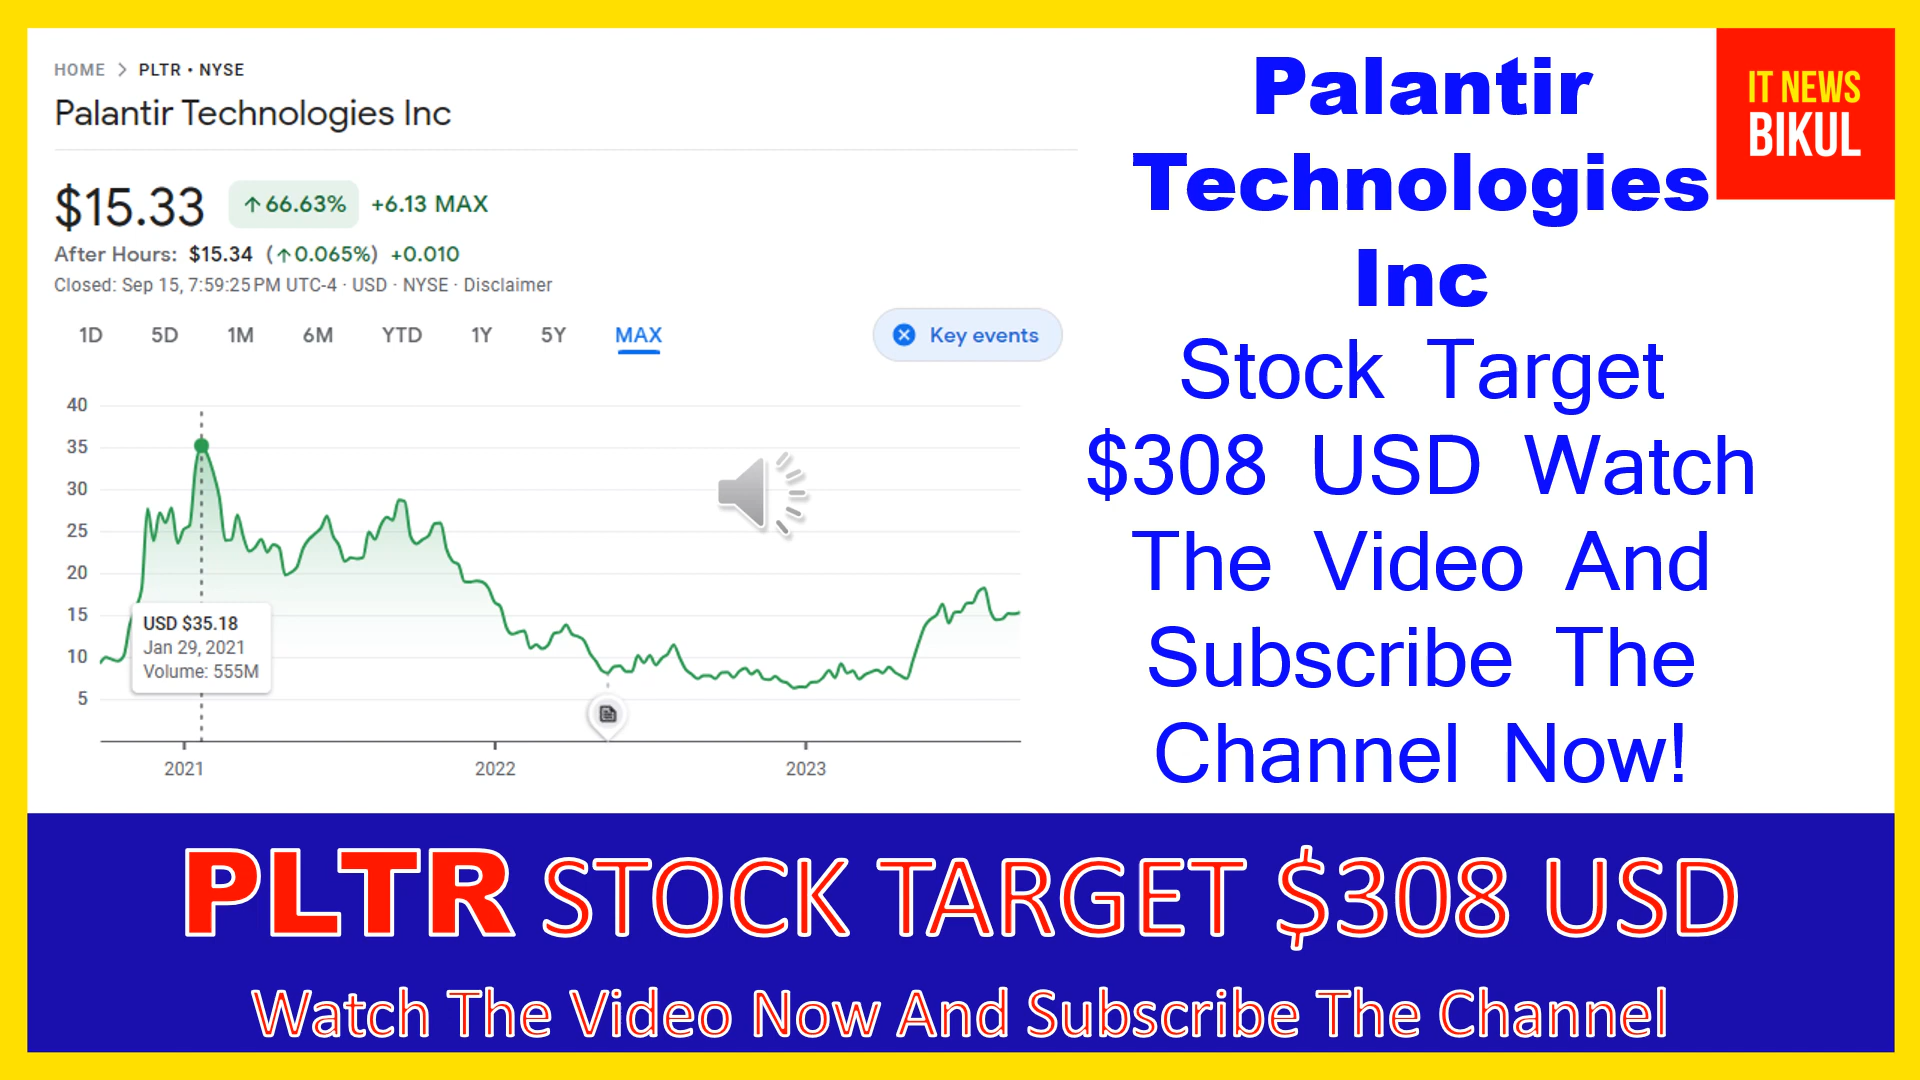 HOME > PLTR • NYSE
Palantir Technologies Inc
$15.33 ↑66.63% +6.13 MAX
After Hours: $15.34 (↑0.065%) +0.010
Closed: Sep 15, 7:59:25 PM UTC-4 · USD · NYSE · Disclaimer
1D 5D 1M 6M YTD 1Y 5Y MAX
Key events
40
35
30
25
20
15
10
5
USD $35.18
Jan 29, 2021
Volume: 555M
2021 2022 2023
Palantir
Technologies
Inc
Stock Target
$308 USD Watch
The Video And
Subscribe The
Channel Now!
IT NEWS
BIKUL
PLTR STOCK TARGET $308 USD
Watch The Video Now And Subscribe The Channel